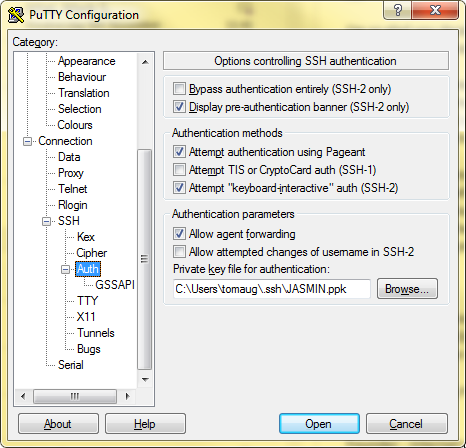 PuTTY Configuration
?
Category:
Appearance
Behaviour
Translation
Selection
Colours
Connection
Data
Proxy
Telnet
Rlogin
SSH
Kex
Cipher
Auth
GSSAPI
TTY
X11
Tunnels
Bugs
Serial
Options controlling SSH authentication
Bypass authentication entirely (SSH-2 only)
Display pre-authentication banner (SSH-2 only)
Authentication methods
Attempt authentication using Pageant
Attempt TIS or CryptoCard auth (SSH-1)
Attempt "keyboard-interactive" auth (SSH-2)
Authentication parameters
Allow agent forwarding
Allow attempted changes of username in SSH-2
Private key file for authentication:
C:\Users\tomaug\.ssh\JASMIN.ppk
Browse...
About
Help
Open
Cancel